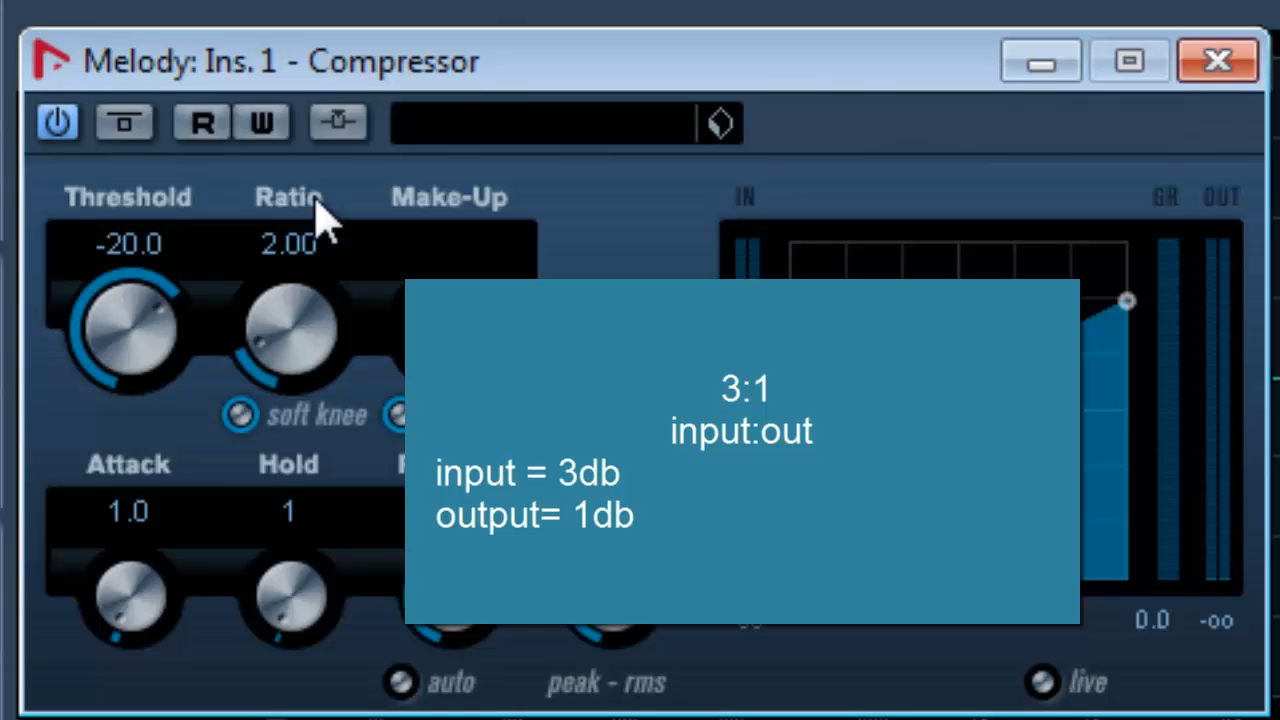 Melody: Ins. 1 - Compressor
R W
Threshold Ratio Make-Up IN GR OUT
-20.0 2.00
3:1
input:out
soft knee
input = 3db
Attack Hold
output= 1db
1.0 1
0.0 -oo
auto peak - rms live